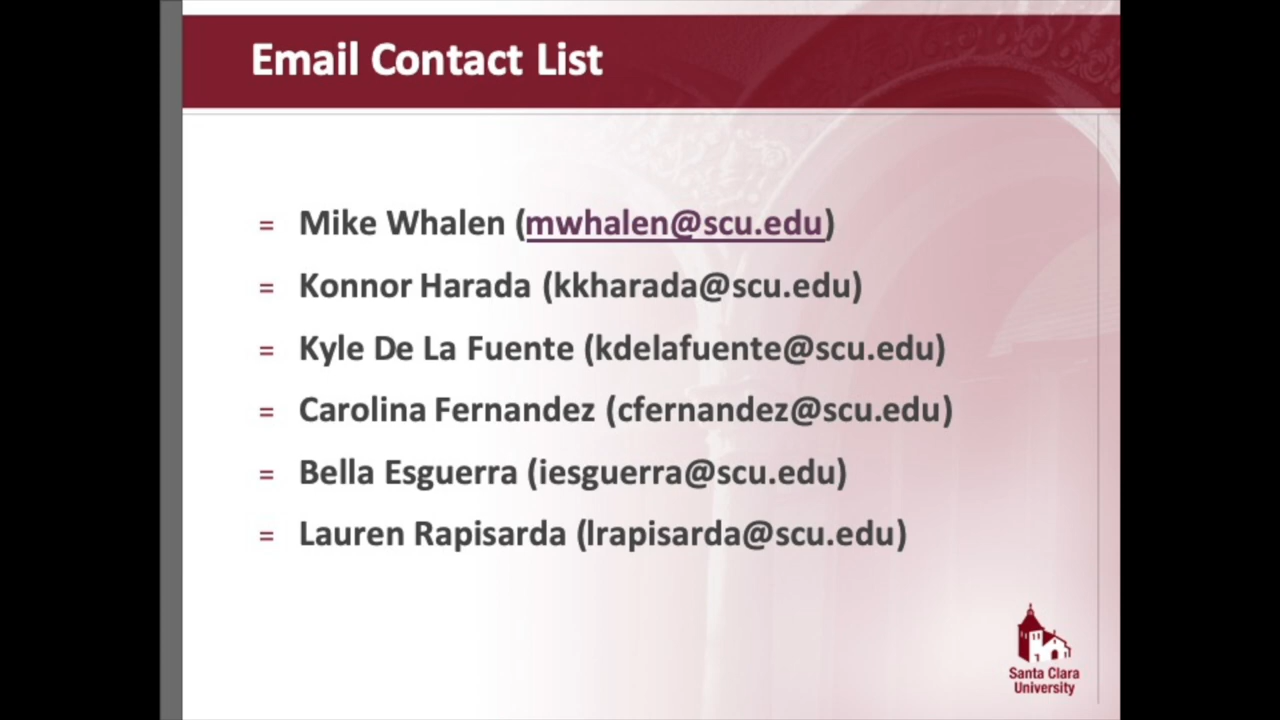 Email Contact List
= Mike Whalen (mwhalen@scu.edu)
= Konnor Harada (kkharada@scu.edu)
= Kyle De La Fuente (kdelafuente@scu.edu)
= Carolina Fernandez (cfernandez@scu.edu)
= Bella Esguerra (iesguerra@scu.edu)
= Lauren Rapisarda (lrapisarda@scu.edu)
Santa Clara
University